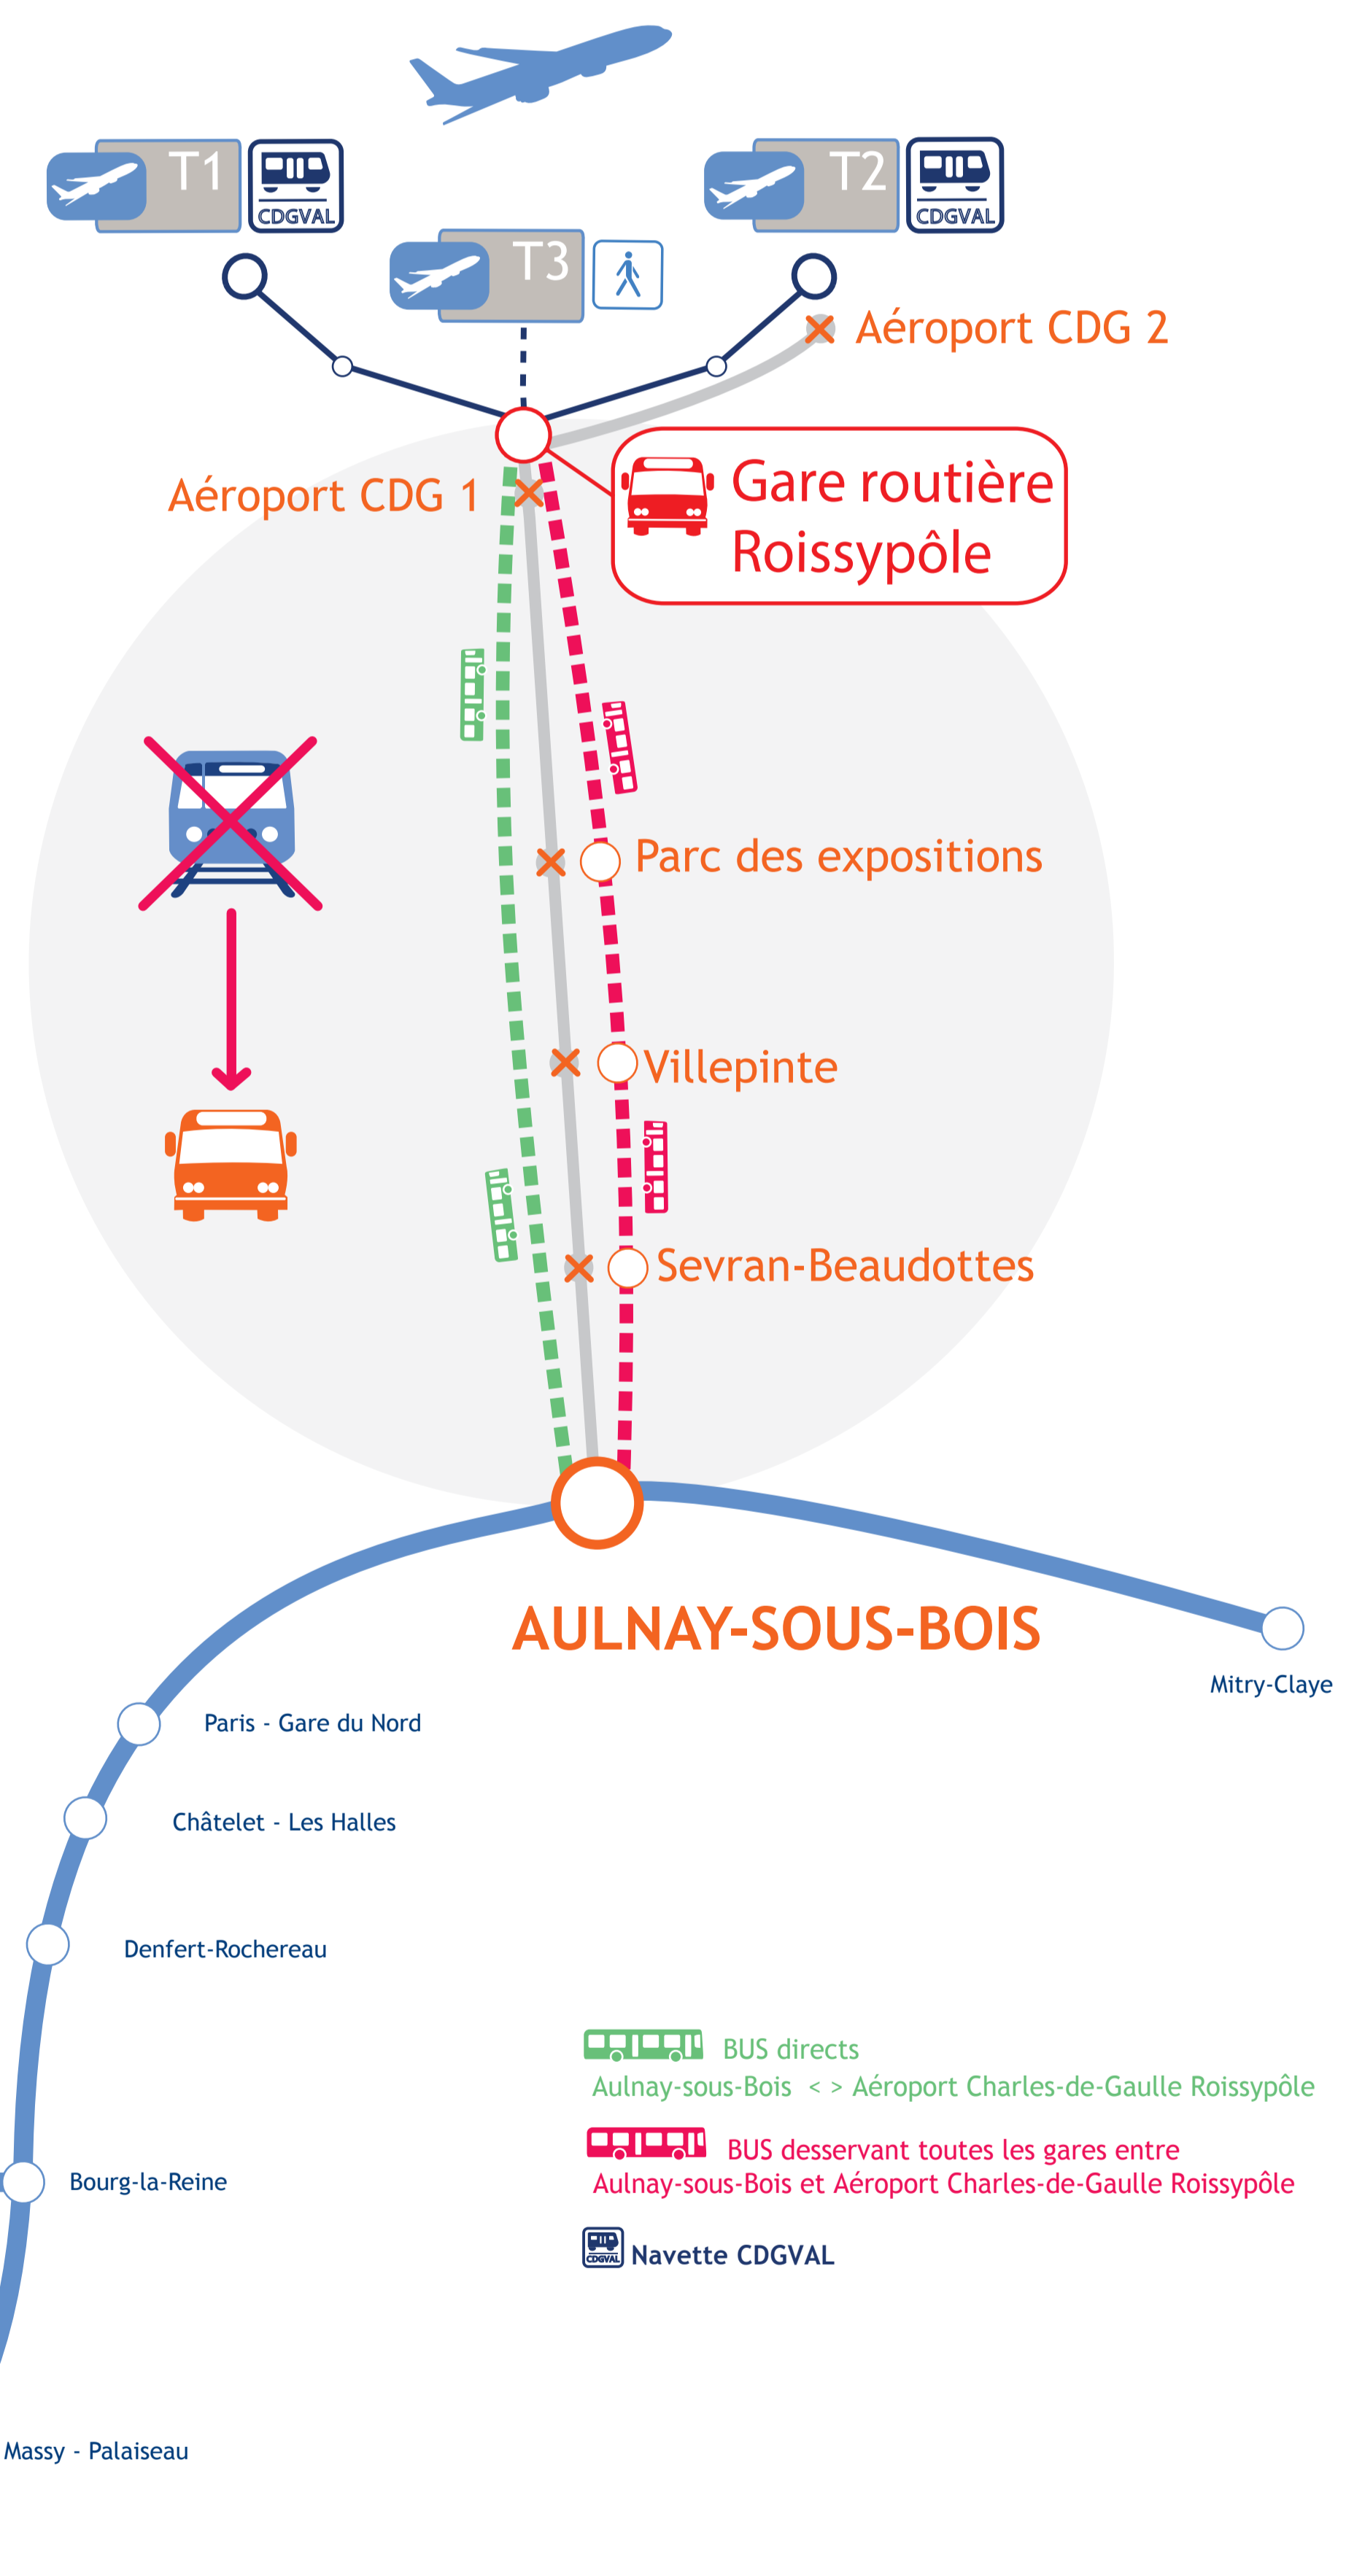 T1
CDGVAL
T2
CDGVAL
T3
Aéroport CDG 2
Aéroport CDG 1
Gare routière
Roissypôle
Parc des expositions
Villepinte
Sevran-Beaudottes
AULNAY-SOUS-BOIS
Mitry-Claye
Paris - Gare du Nord
Châtelet - Les Halles
Denfert-Rochereau
Bourg-la-Reine
Massy - Palaiseau
BUS directs
Aulnay-sous-Bois < > Aéroport Charles-de-Gaulle Roissypôle
BUS desservant toutes les gares entre
Aulnay-sous-Bois et Aéroport Charles-de-Gaulle Roissypôle
CDGVAL Navette CDGVAL